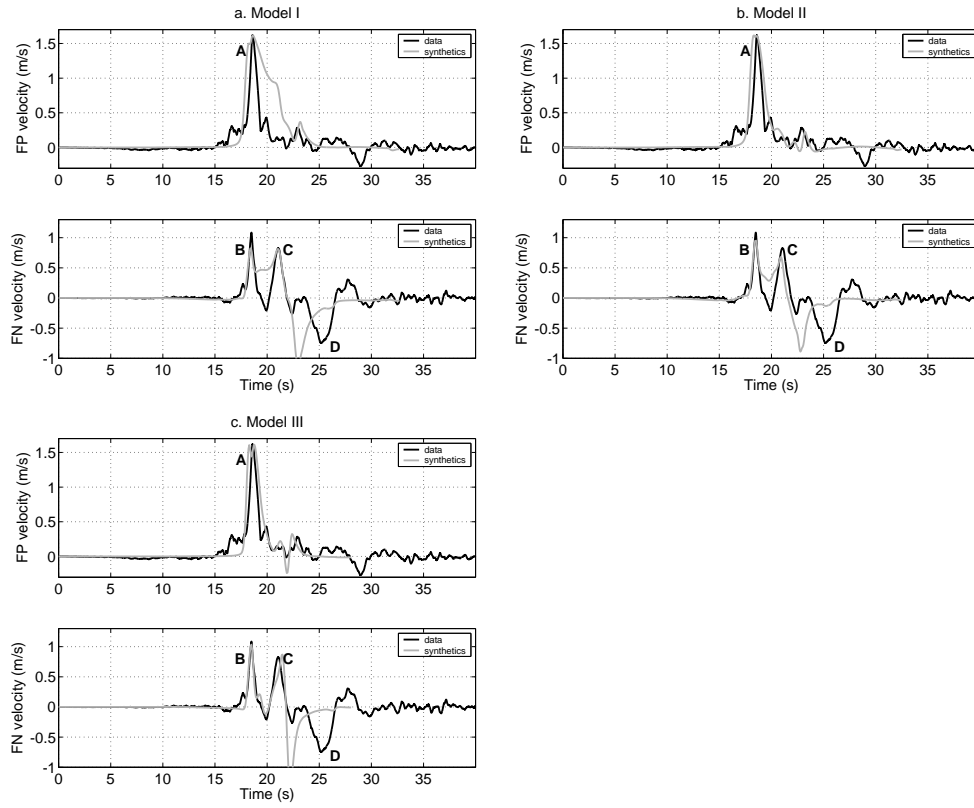 a. Model I
FP velocity (m/s)
1.5
1
0.5
0
A
data
synthetics
0 5 10 15 20 25 30 35
FN velocity (m/s)
1
0.5
0
-0.5
-1
B
C
D
data
synthetics
0 5 10 15 20 25 30 35
Time (s)
b. Model II
FP velocity (m/s)
1.5
1
0.5
0
A
data
synthetics
0 5 10 15 20 25 30 35
FN velocity (m/s)
1
0.5
0
-0.5
-1
B
C
D
data
synthetics
0 5 10 15 20 25 30 35
Time (s)
c. Model III
FP velocity (m/s)
1.5
1
0.5
0
A
data
synthetics
0 5 10 15 20 25 30 35
FN velocity (m/s)
1
0.5
0
-0.5
-1
B
C
D
data
synthetics
0 5 10 15 20 25 30 35
Time (s)